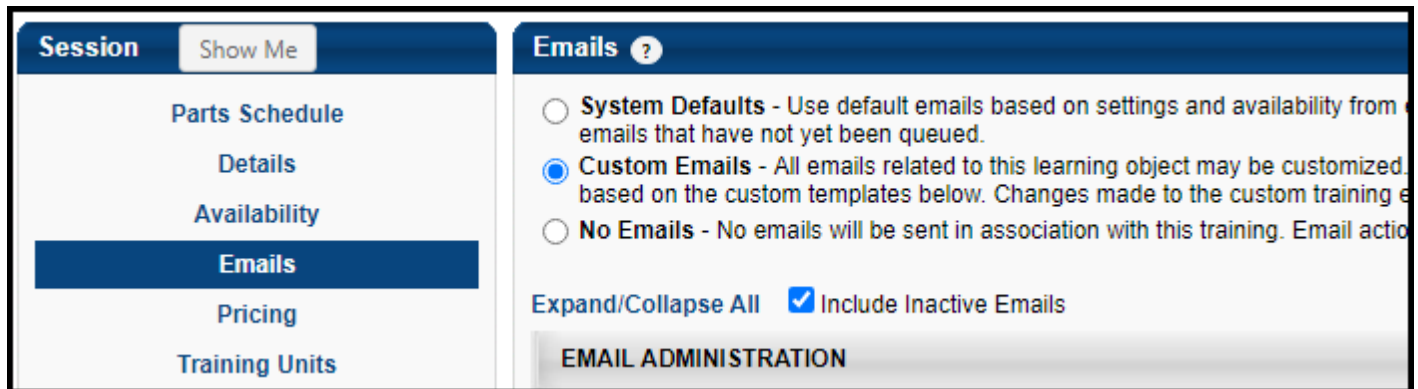 Session
Show Me
Parts Schedule
Details
Availability
Emails
Pricing
Training Units
Emails ?
System Defaults - Use default emails based on settings and availability from
emails that have not yet been queued.
Custom Emails - All emails related to this learning object may be customized.
based on the custom templates below. Changes made to the custom training
No Emails - No emails will be sent in association with this training. Email
Expand/Collapse All
Include Inactive Emails
EMAIL ADMINISTRATION